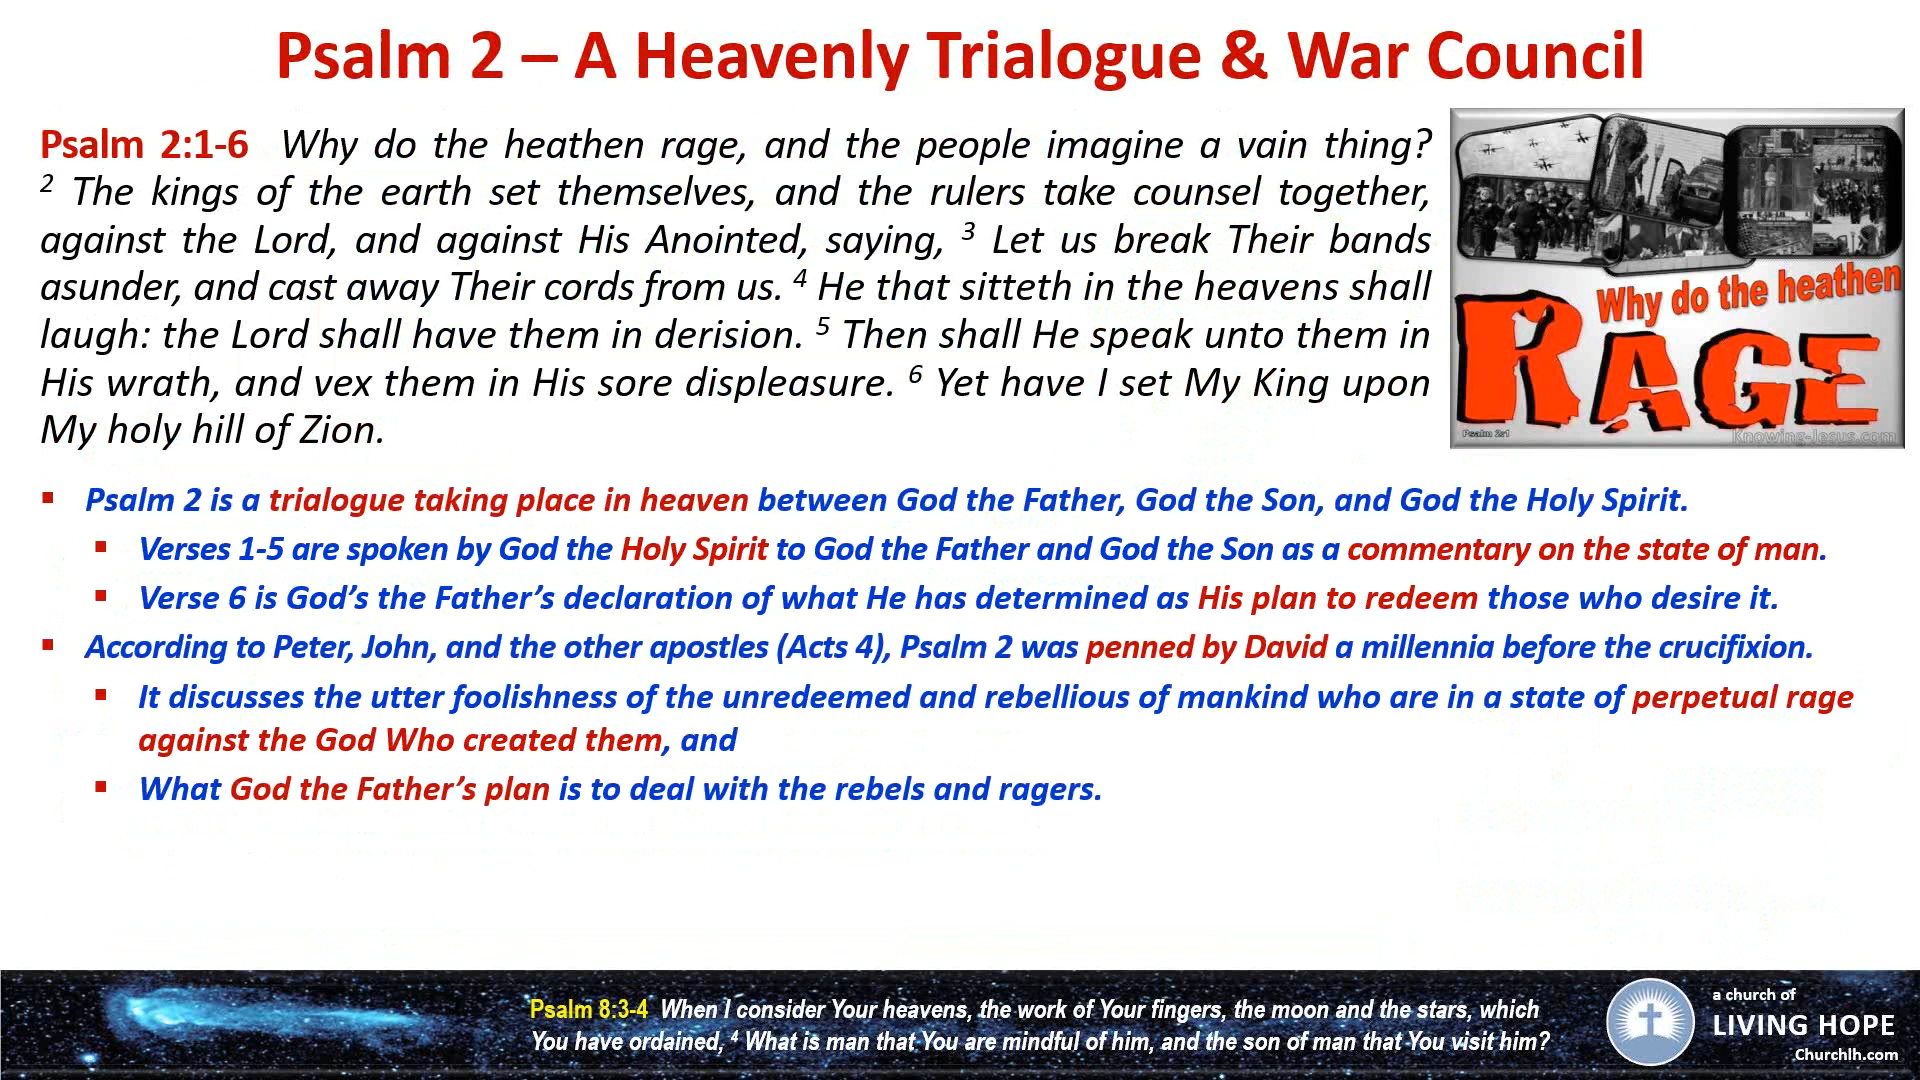 Psalm 2 – A Heavenly Trialogue & War Council
Psalm 2:1-6 Why do the heathen rage, and the people imagine a vain thing?
2 The kings of the earth set themselves, and the rulers take counsel together,
against the Lord, and against His Anointed, saying, 3 Let us break Their bands
asunder, and cast away Their cords from us. 4 He that sitteth in the heavens shall
laugh: the Lord shall have them in derision. 5 Then shall He speak unto them in
His wrath, and vex them in His sore displeasure. 6 Yet have I set My King upon
My holy hill of Zion.
Why do the heathen
RAGE
Psalm 2:1
Knowing-Jesus.com
▪ Psalm 2 is a trialogue taking place in heaven between God the Father, God the Son, and God the Holy Spirit.
▪ Verses 1-5 are spoken by God the Holy Spirit to God the Father and God the Son as a commentary on the state of man.
▪ Verse 6 is God’s the Father’s declaration of what He has determined as His plan to redeem those who desire it.
▪ According to Peter, John, and the other apostles (Acts 4), Psalm 2 was penned by David a millennia before the crucifixion.
▪ It discusses the utter foolishness of the unredeemed and rebellious of mankind who are in a state of perpetual rage
against the God Who created them, and
▪ What God the Father’s plan is to deal with the rebels and ragers.
Psalm 8:3-4 When I consider Your heavens, the work of Your fingers, the moon and the stars, which
You have ordained, 4 What is man that You are mindful of him, and the son of man that You visit him?
a church of
LIVING HOPE
Churchlh.com